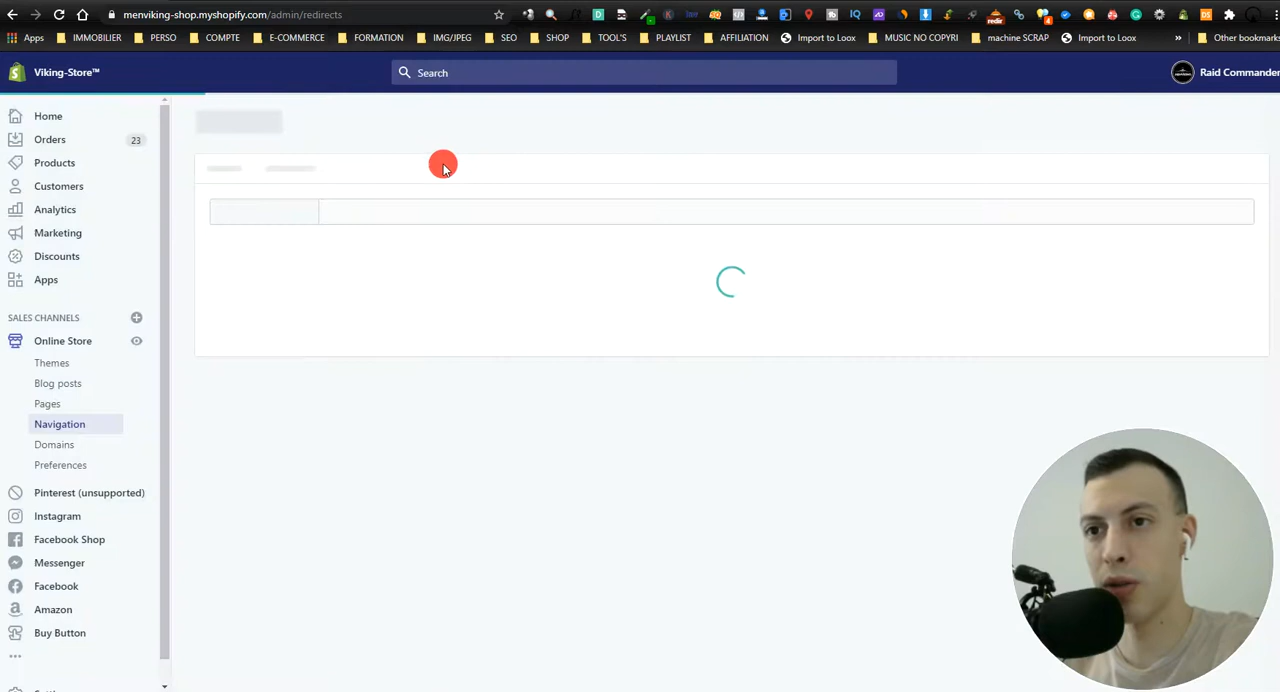 menviking-shop.myshopify.com/admin/redirects
Apps IMMOBILIER PERSO COMPTE E-COMMERCE FORMATION IMG/JPEG SEO SHOP TOOL'S PLAYLIST AFFILIATION Import to Loox MUSIC NO COPYRI machine SCRAP Import to Loox » Other bookmarks
Viking-Store™
Search
Raid Commander
Home
Orders 23
Products
Customers
Analytics
Marketing
Discounts
Apps
SALES CHANNELS
Online Store
Themes
Blog posts
Pages
Navigation
Domains
Preferences
Pinterest (unsupported)
Instagram
Facebook Shop
Messenger
Facebook
Amazon
Buy Button